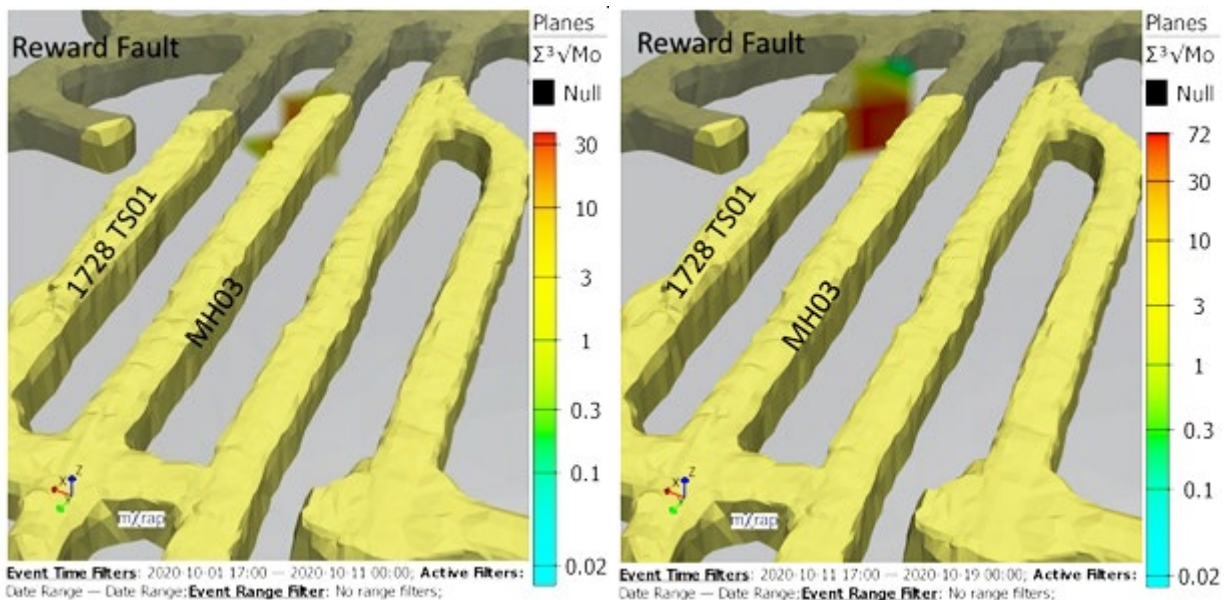 Reward Fault
1728 TS01
MH03
X
Z
m/rap
Planes
Σ³√Mo
Null
30
10
3
1
0.3
0.1
0.02
Event Time Filters: 2020-10-01 17:00 — 2020-10-11 00:00; Active Filters:
Date Range — Date Range;Event Range Filter: No range filters;
Reward Fault
1728 TS01
MH03
X
Z
m/rap
Planes
Σ³√Mo
Null
72
30
10
3
1
0.3
0.1
0.02
Event Time Filters: 2020-10-11 17:00 — 2020-10-19 00:00; Active Filters:
Date Range — Date Range;Event Range Filter: No range filters;